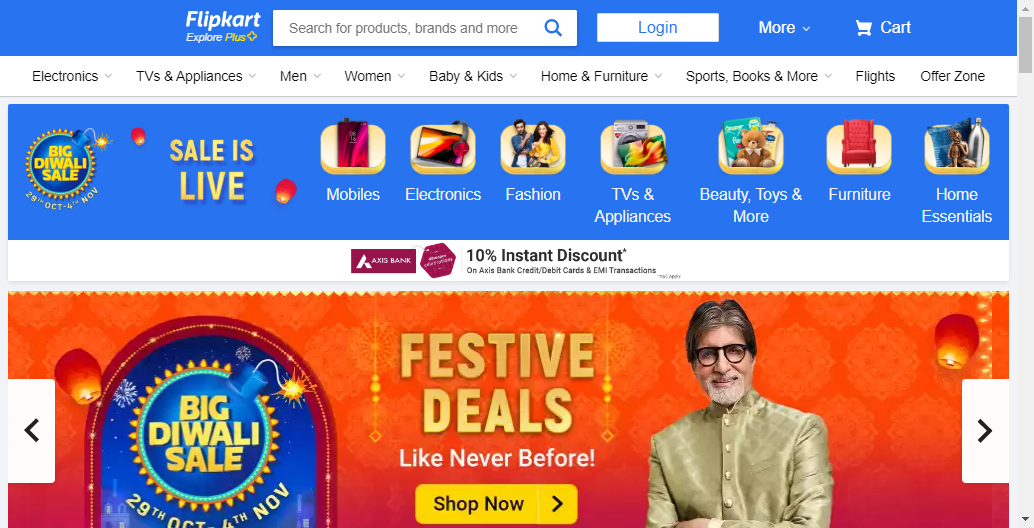 Flipkart
Explore Plus
Search for products, brands and more
Login
More
Cart
Electronics
TVs & Appliances
Men
Women
Baby & Kids
Home & Furniture
Sports, Books & More
Flights
Offer Zone
BIG
DIWALI
SALE
29TH OCT-4TH NOV
SALE IS
LIVE
Mobiles
Electronics
Fashion
TVs &
Appliances
Beauty, Toys &
More
Furniture
Home
Essentials
AXIS BANK
10% Instant Discount*
On Axis Bank Credit/Debit Cards & EMI Transactions
*T&C Apply
BIG
DIWALI
SALE
29TH OCT-4TH NOV
FESTIVE
DEALS
Like Never Before!
Shop Now